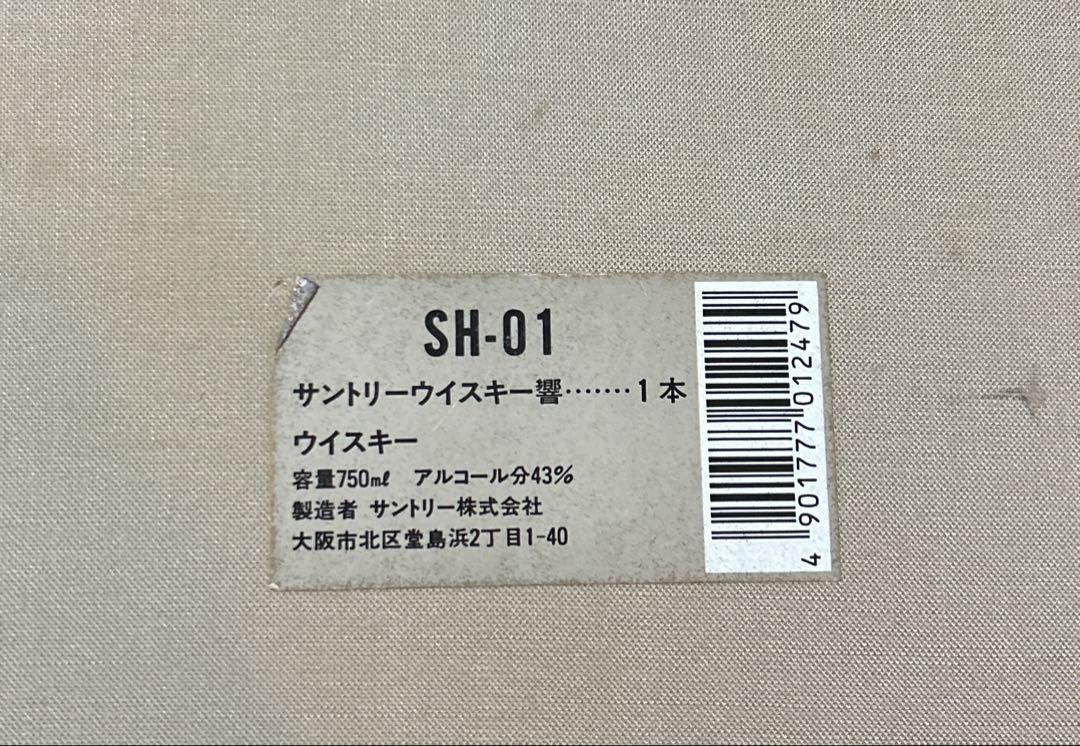 SH-01
サントリーウイスキー響·······1本
ウイスキー
容量750㎖ アルコール分43%
製造者 サントリー株式会社
大阪市北区堂島浜2丁目1-40
4 901777 012479